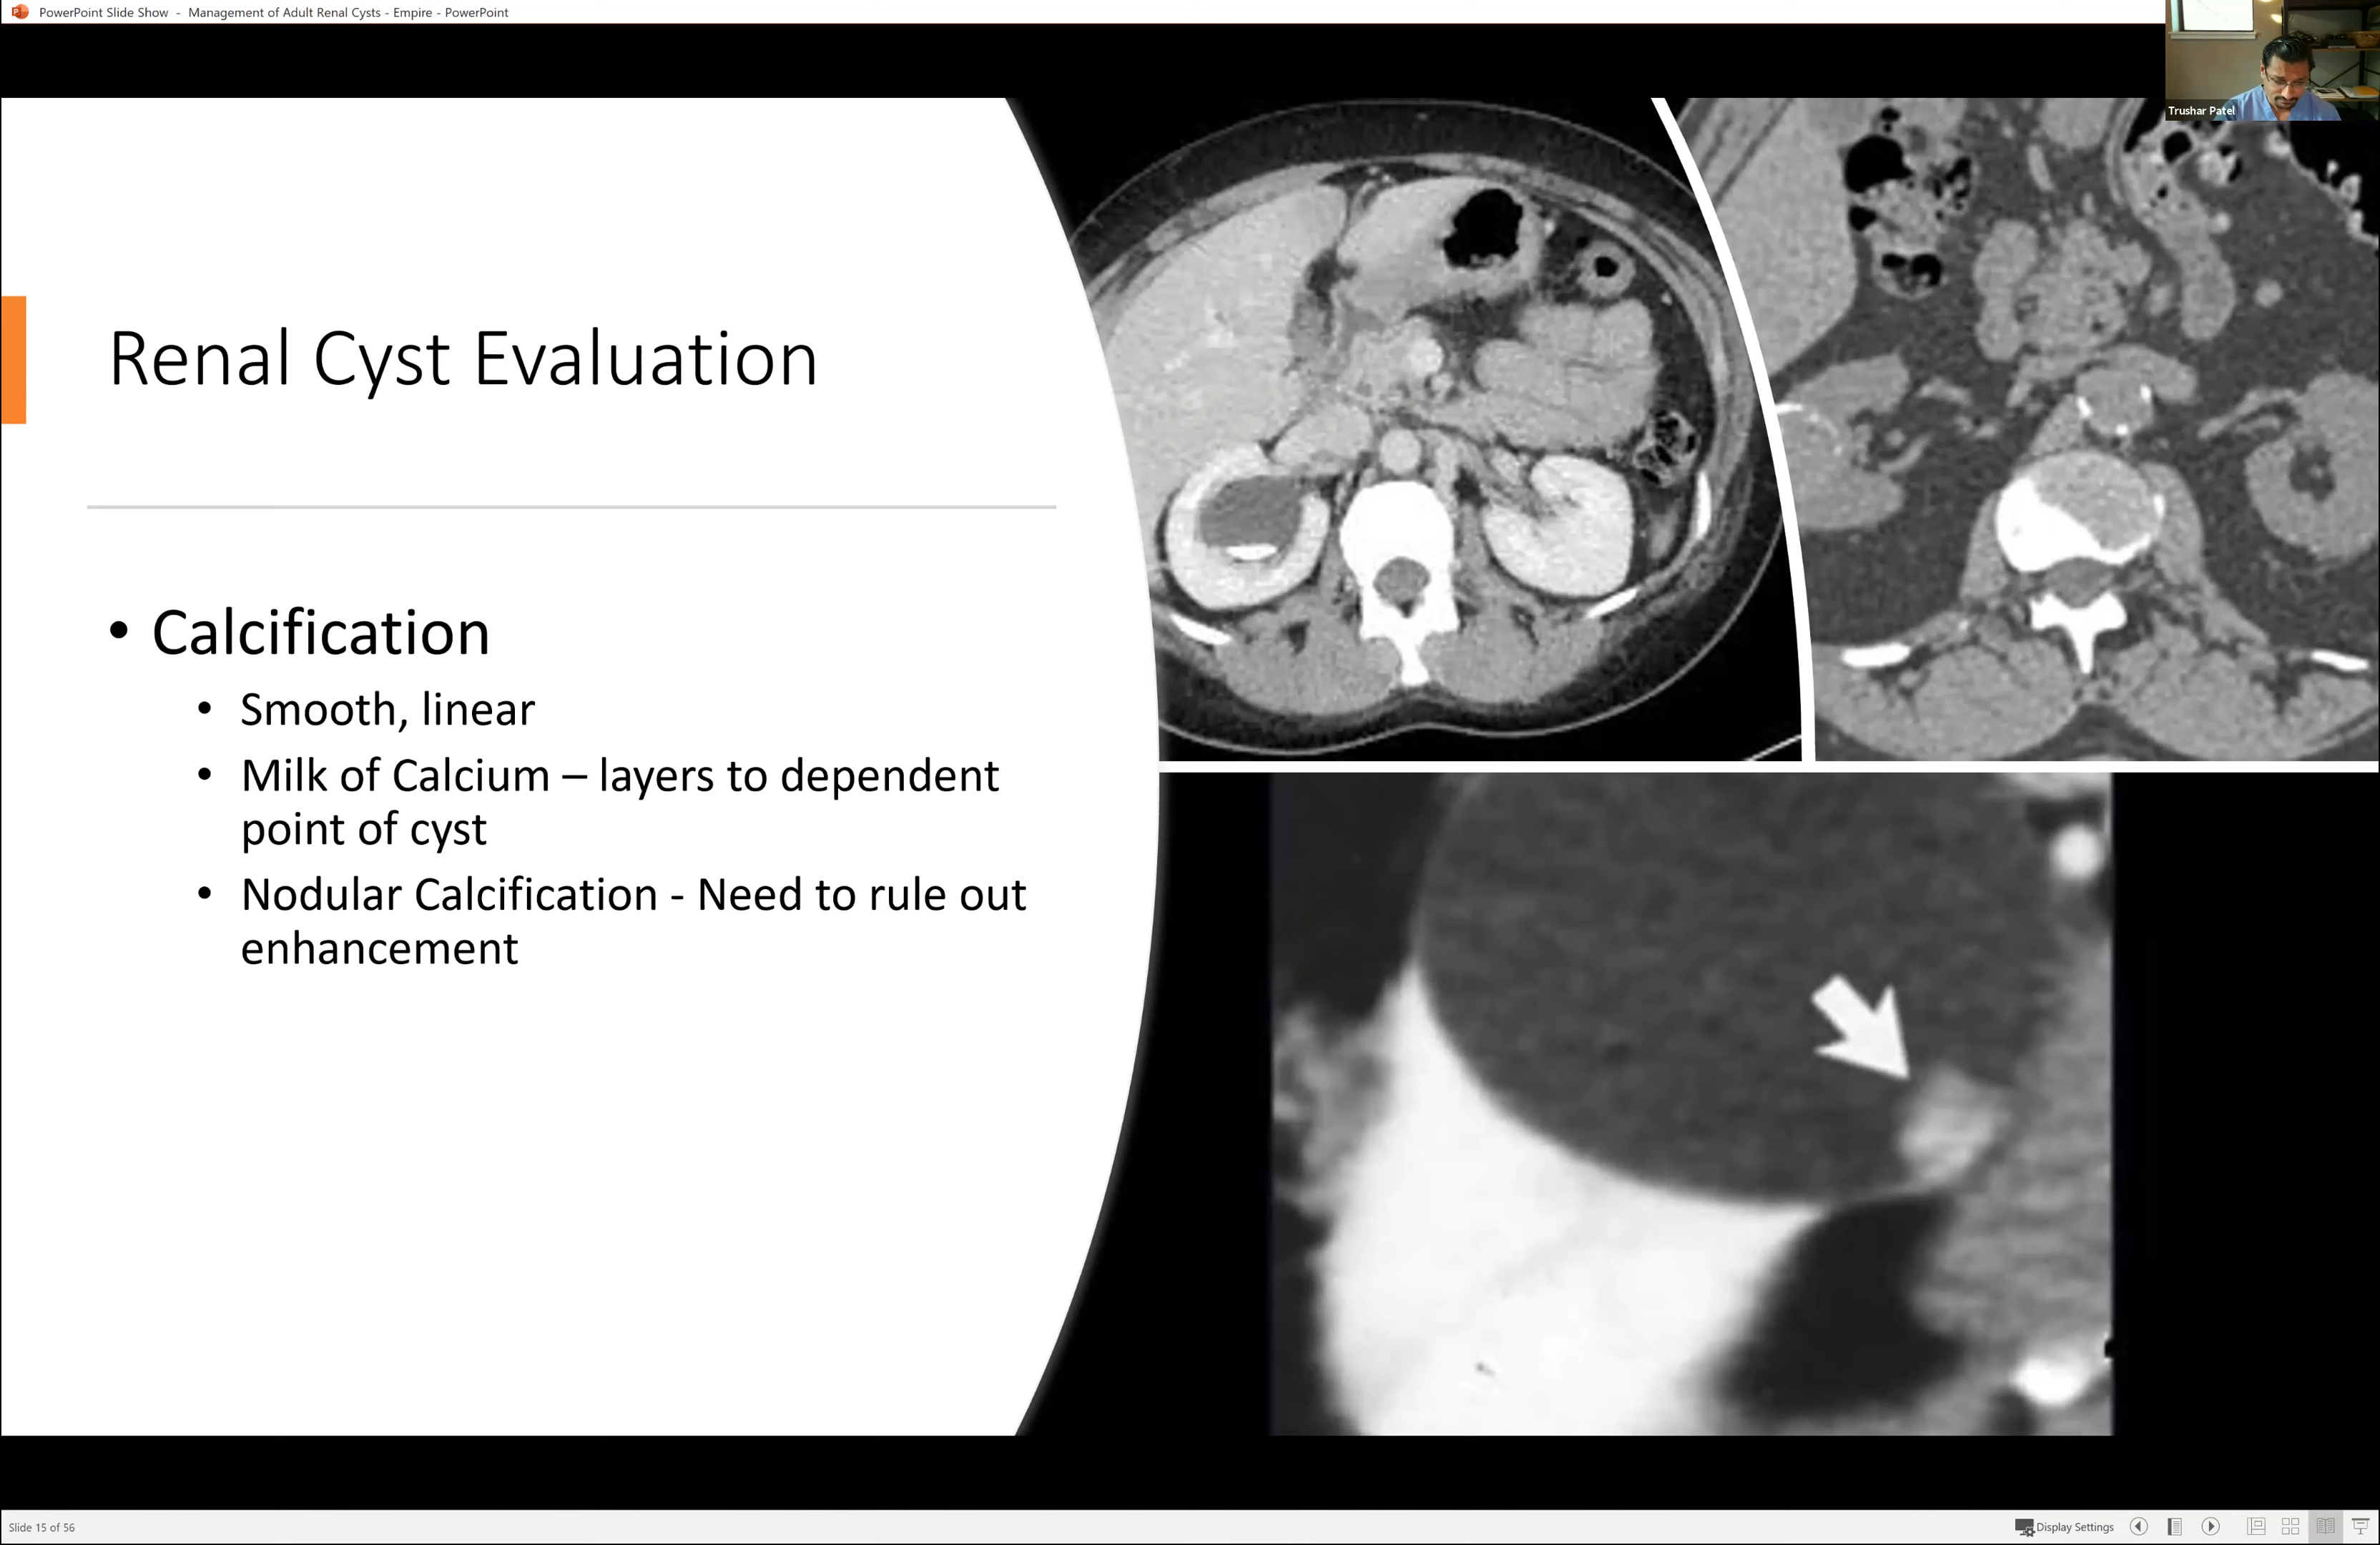 PowerPoint Slide Show - Management of Adult Renal Cysts - Empire - PowerPoint
Trushar Patel
Renal Cyst Evaluation
• Calcification
• Smooth, linear
• Milk of Calcium – layers to dependent
point of cyst
• Nodular Calcification - Need to rule out
enhancement
Slide 15 of 56
Display Settings